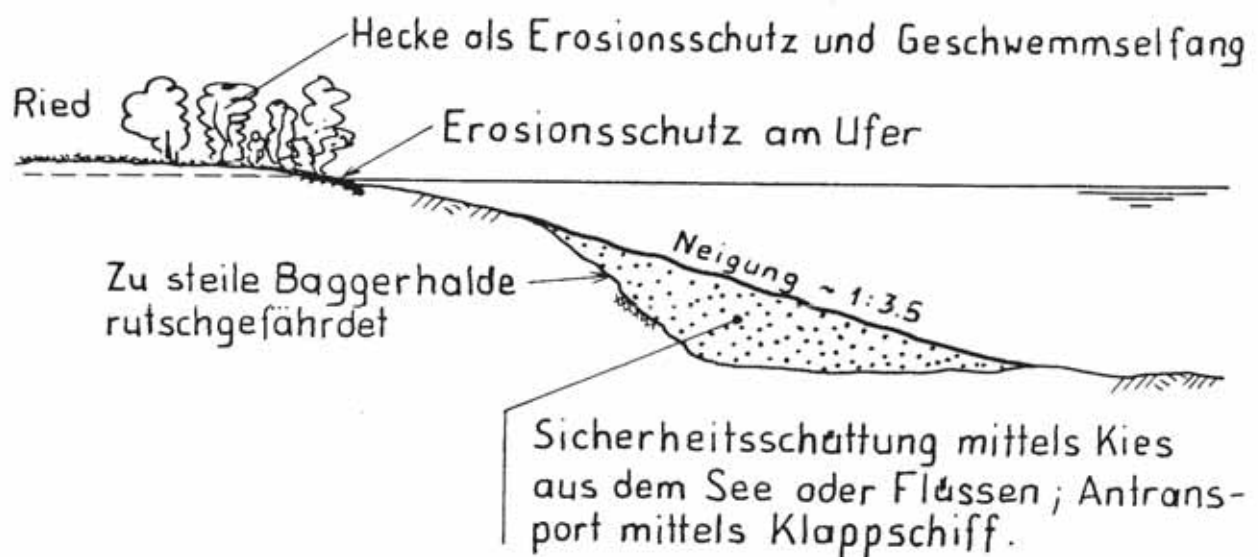 Hecke als Erosionsschutz und Geschwemmselfang
Ried
Erosionsschutz am Ufer
Neigung ~ 1:3.5
Zu steile Baggerhalde
rutschgefährdet
Sicherheitsschüttung mittels Kies
aus dem See oder Flüssen; Antrans-
port mittels Klappschiff.